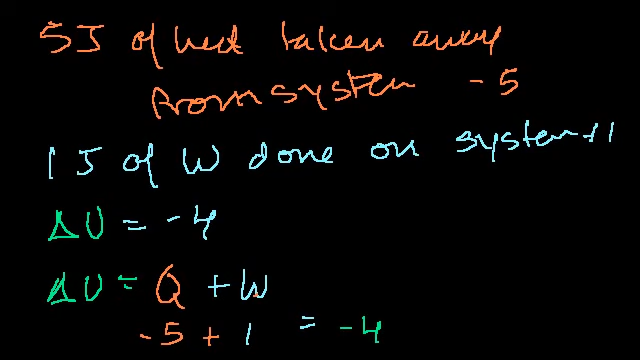 5J of heat taken away
from system -5
1 J of W done on system +1
ΔU = -4
ΔU = Q + W
-5 + 1 = -4